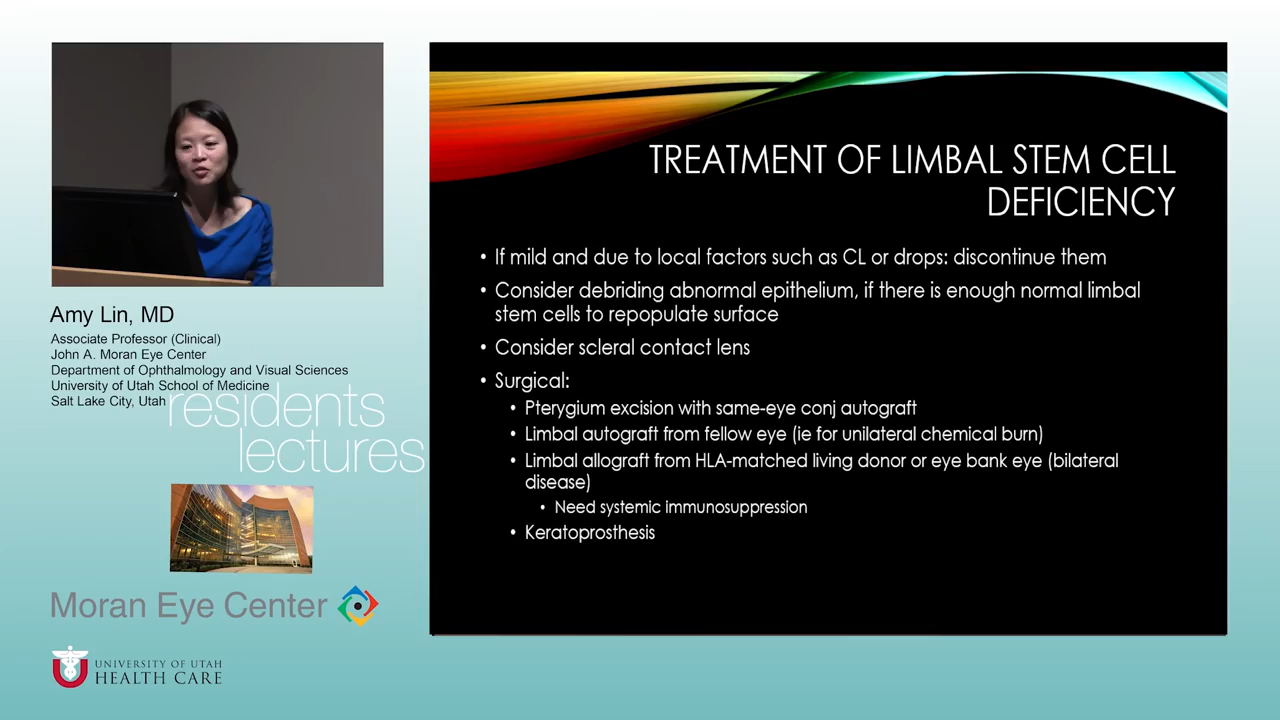 Amy Lin, MD
Associate Professor (Clinical)
John A. Moran Eye Center
Department of Ophthalmology and Visual Sciences
University of Utah School of Medicine
Salt Lake City, Utah
residents
lectures
Moran Eye Center
UNIVERSITY OF UTAH
HEALTH CARE
TREATMENT OF LIMBAL STEM CELL
DEFICIENCY
• If mild and due to local factors such as CL or drops: discontinue them
• Consider debriding abnormal epithelium, if there is enough normal limbal
stem cells to repopulate surface
• Consider scleral contact lens
• Surgical:
• Pterygium excision with same-eye conj autograft
• Limbal autograft from fellow eye (ie for unilateral chemical burn)
• Limbal allograft from HLA-matched living donor or eye bank eye (bilateral
disease)
• Need systemic immunosuppression
• Keratoprosthesis